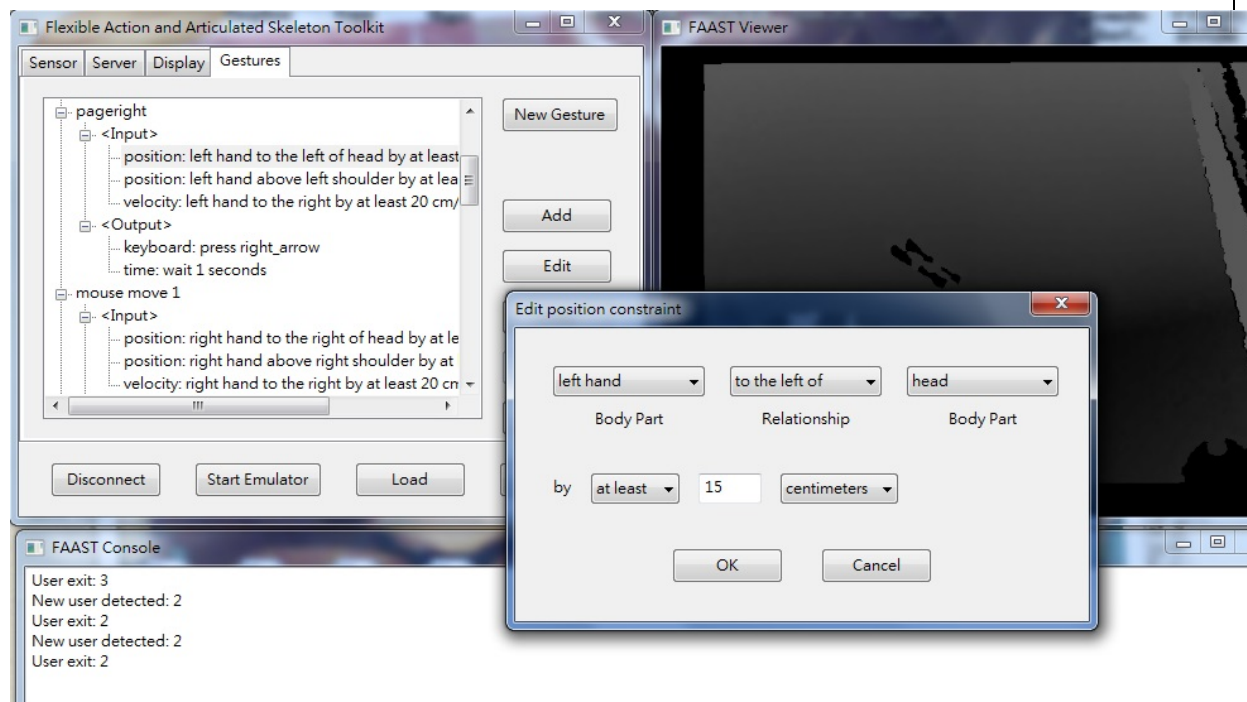 Flexible Action and Articulated Skeleton Toolkit
Sensor Server Display Gestures
pageright
<Input>
position: left hand to the left of head by at least
position: left hand above left shoulder by at lea
velocity: left hand to the right by at least 20 cm/
<Output>
keyboard: press right_arrow
time: wait 1 seconds
mouse move 1
<Input>
position: right hand to the right of head by at le
position: right hand above right shoulder by at
velocity: right hand to the right by at least 20 cm
New Gesture
Add
Edit
Disconnect Start Emulator Load
FAAST Viewer
Edit position constraint
left hand to the left of head
Body Part Relationship Body Part
by at least 15 centimeters
OK Cancel
FAAST Console
User exit: 3
New user detected: 2
User exit: 2
New user detected: 2
User exit: 2